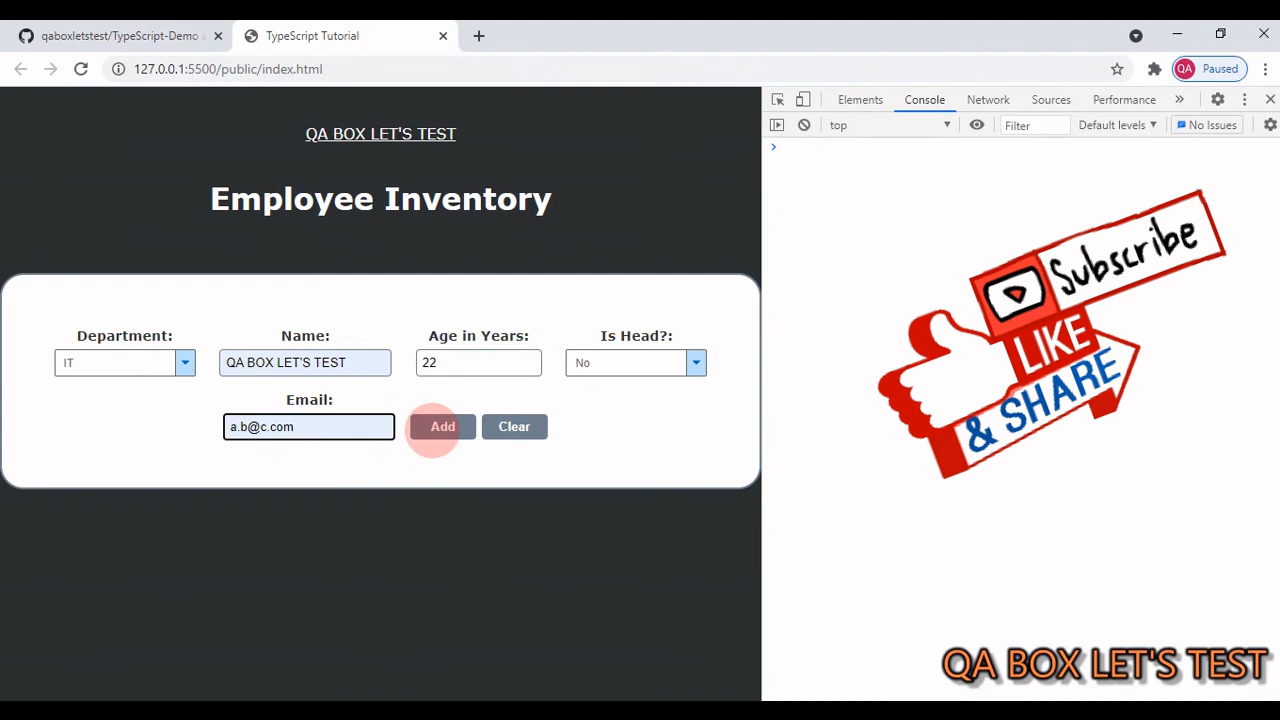 qaboxletstest/TypeScript-Demo
TypeScript Tutorial
127.0.0.1:5500/public/index.html
QA
Paused
QA BOX LET'S TEST
Employee Inventory
Department:
Name:
Age in Years:
Is Head?:
IT
QA BOX LET'S TEST
22
No
Email:
a.b@c.com
Add
Clear
Elements
Console
Network
Sources
Performance
top
Filter
Default levels
No Issues
Subscribe
LIKE
& SHARE
QA BOX LET'S TEST